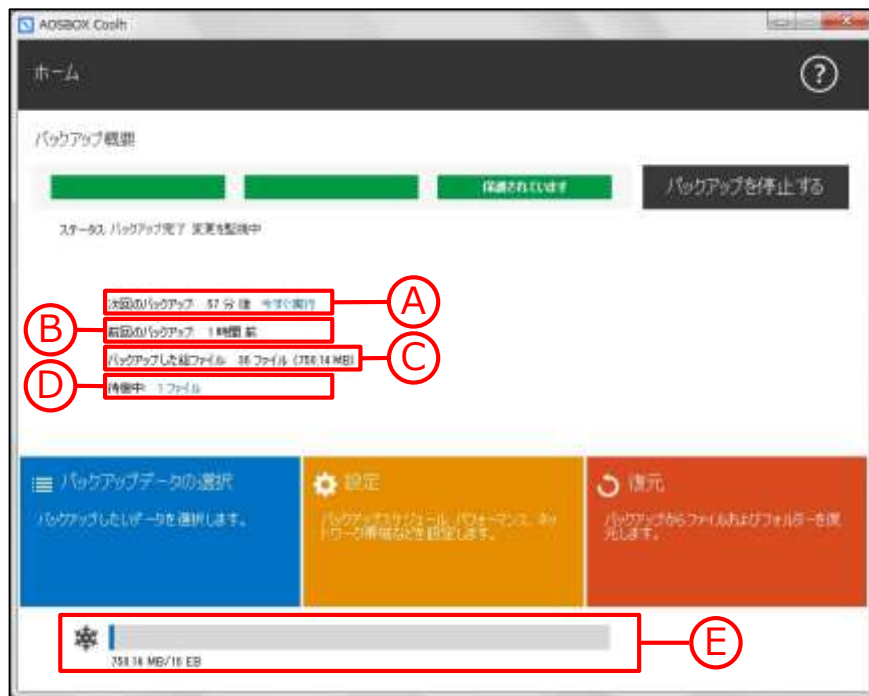 AOSBOX Coolh
ホーム
?
バックアップ概要
保護されています
バックアップを停止する
ステータス バックアップ完了 変更を監視中
次回のバックアップ 57 分 後 今すぐ実行
A
B
前回のバックアップ 1 時間 前
バックアップした総ファイル 36 ファイル (750.14 MB)
C
D
待機中: 1 ファイル
バックアップデータの選択
設定
復元
バックアップしたいデータを選択します。
バックアップスケジュール、パフォーマンス、ネットワーク帯域などを設定します。
バックアップからファイルおよびフォルダーを復元します。
E
750.14 MB/10 EB